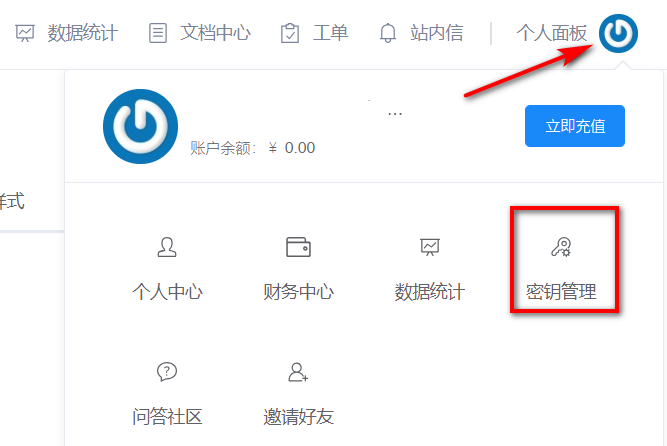 数据统计 文档中心 工单 站内信 个人面板
...
立即充值
账户余额: ¥ 0.00
样式
个人中心 财务中心 数据统计 密钥管理
问答社区 邀请好友